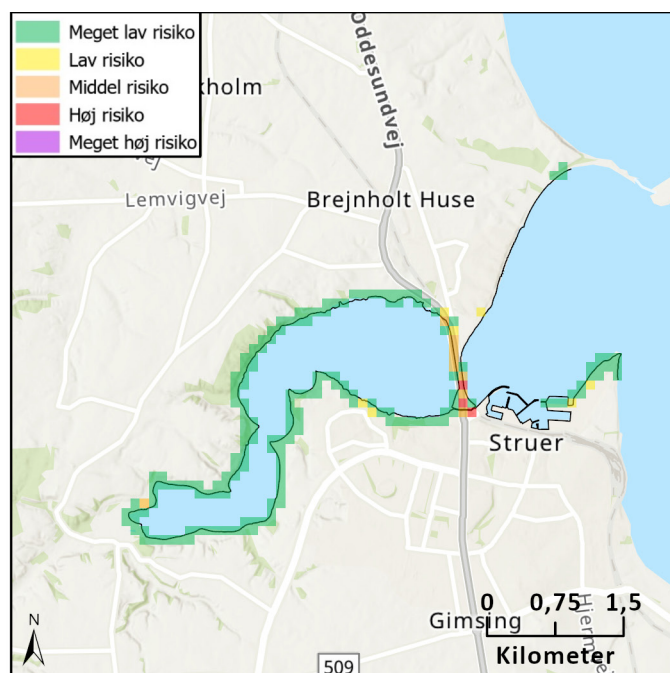 Meget lav risiko
Lav risiko
Middel risiko
Høj risiko
Meget høj risiko
Oddesundvej
Lemvigvej
Brejnholt Huse
Struer
Gimsing
0 0,75 1,5
Kilometer
N
509